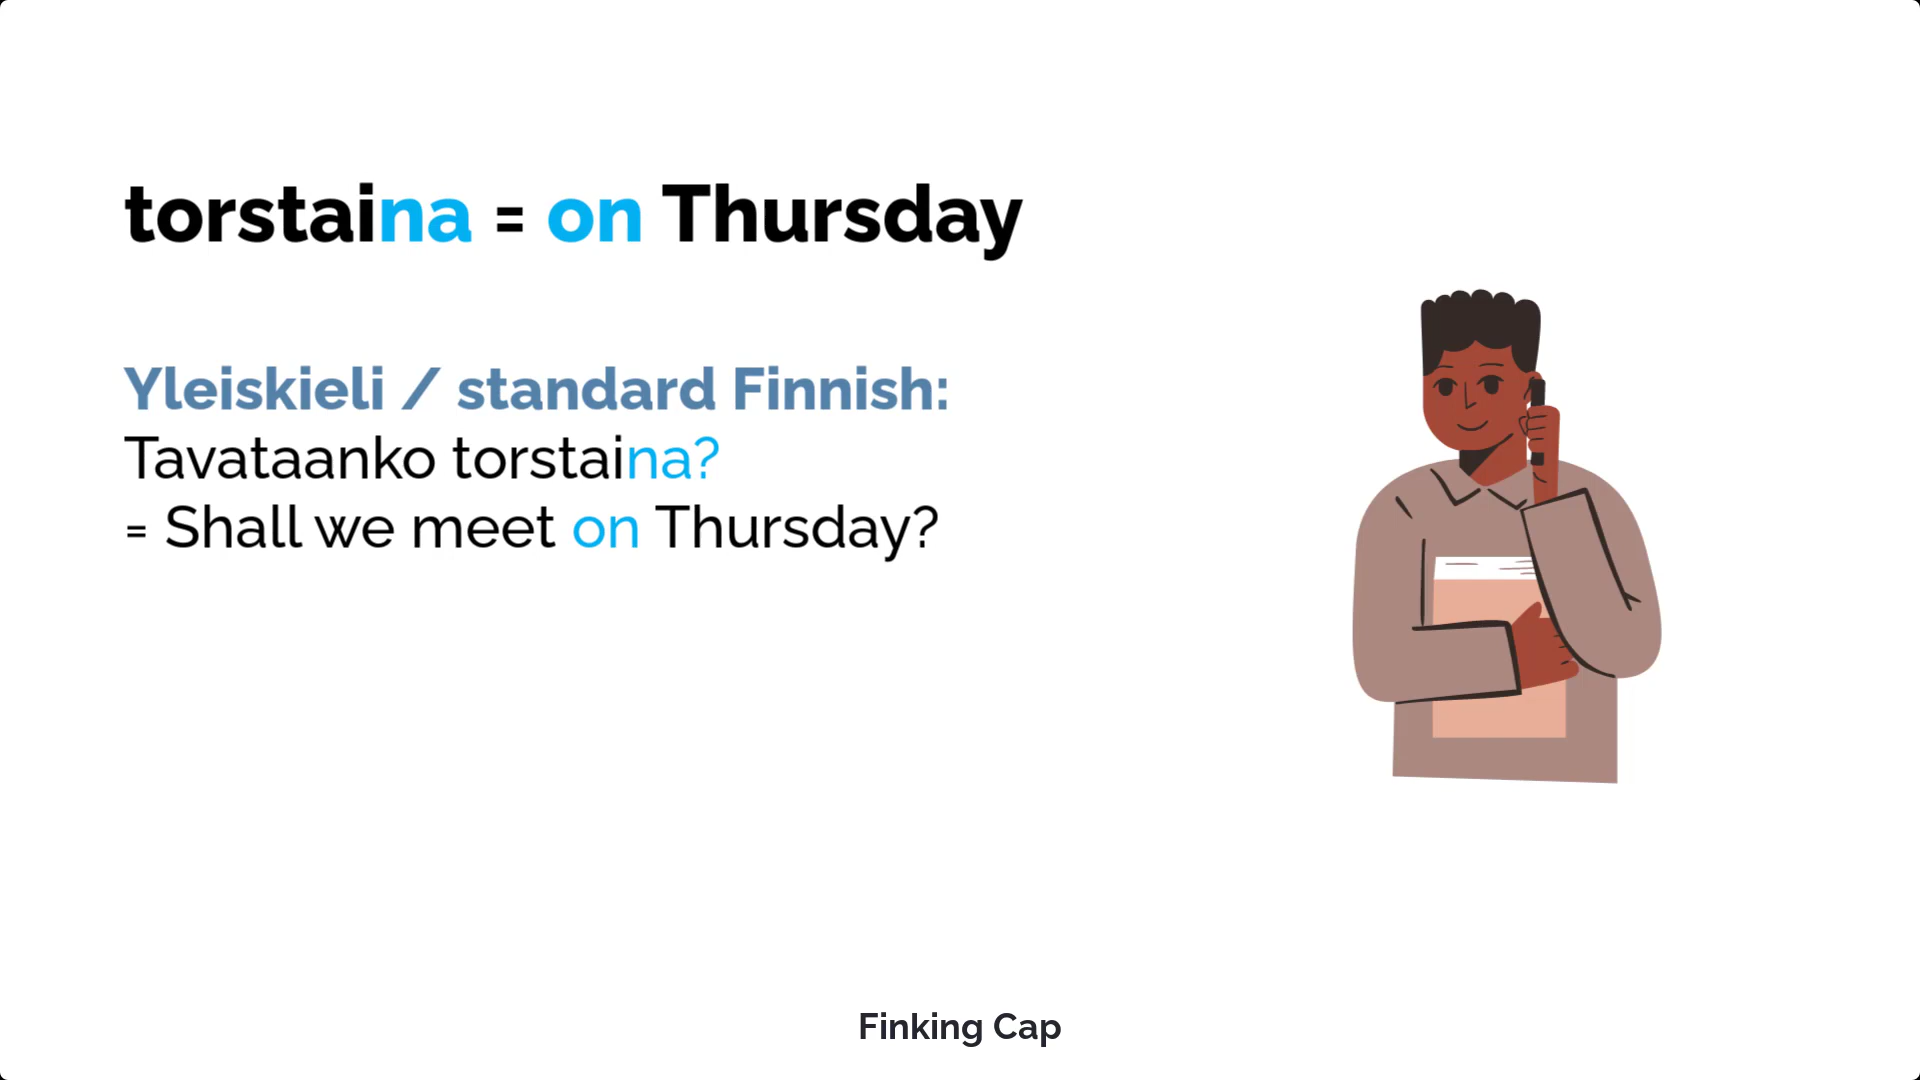 torstaina = on Thursday
Yleiskieli / standard Finnish:
Tavataanko torstaina?
= Shall we meet on Thursday?
Finking Cap